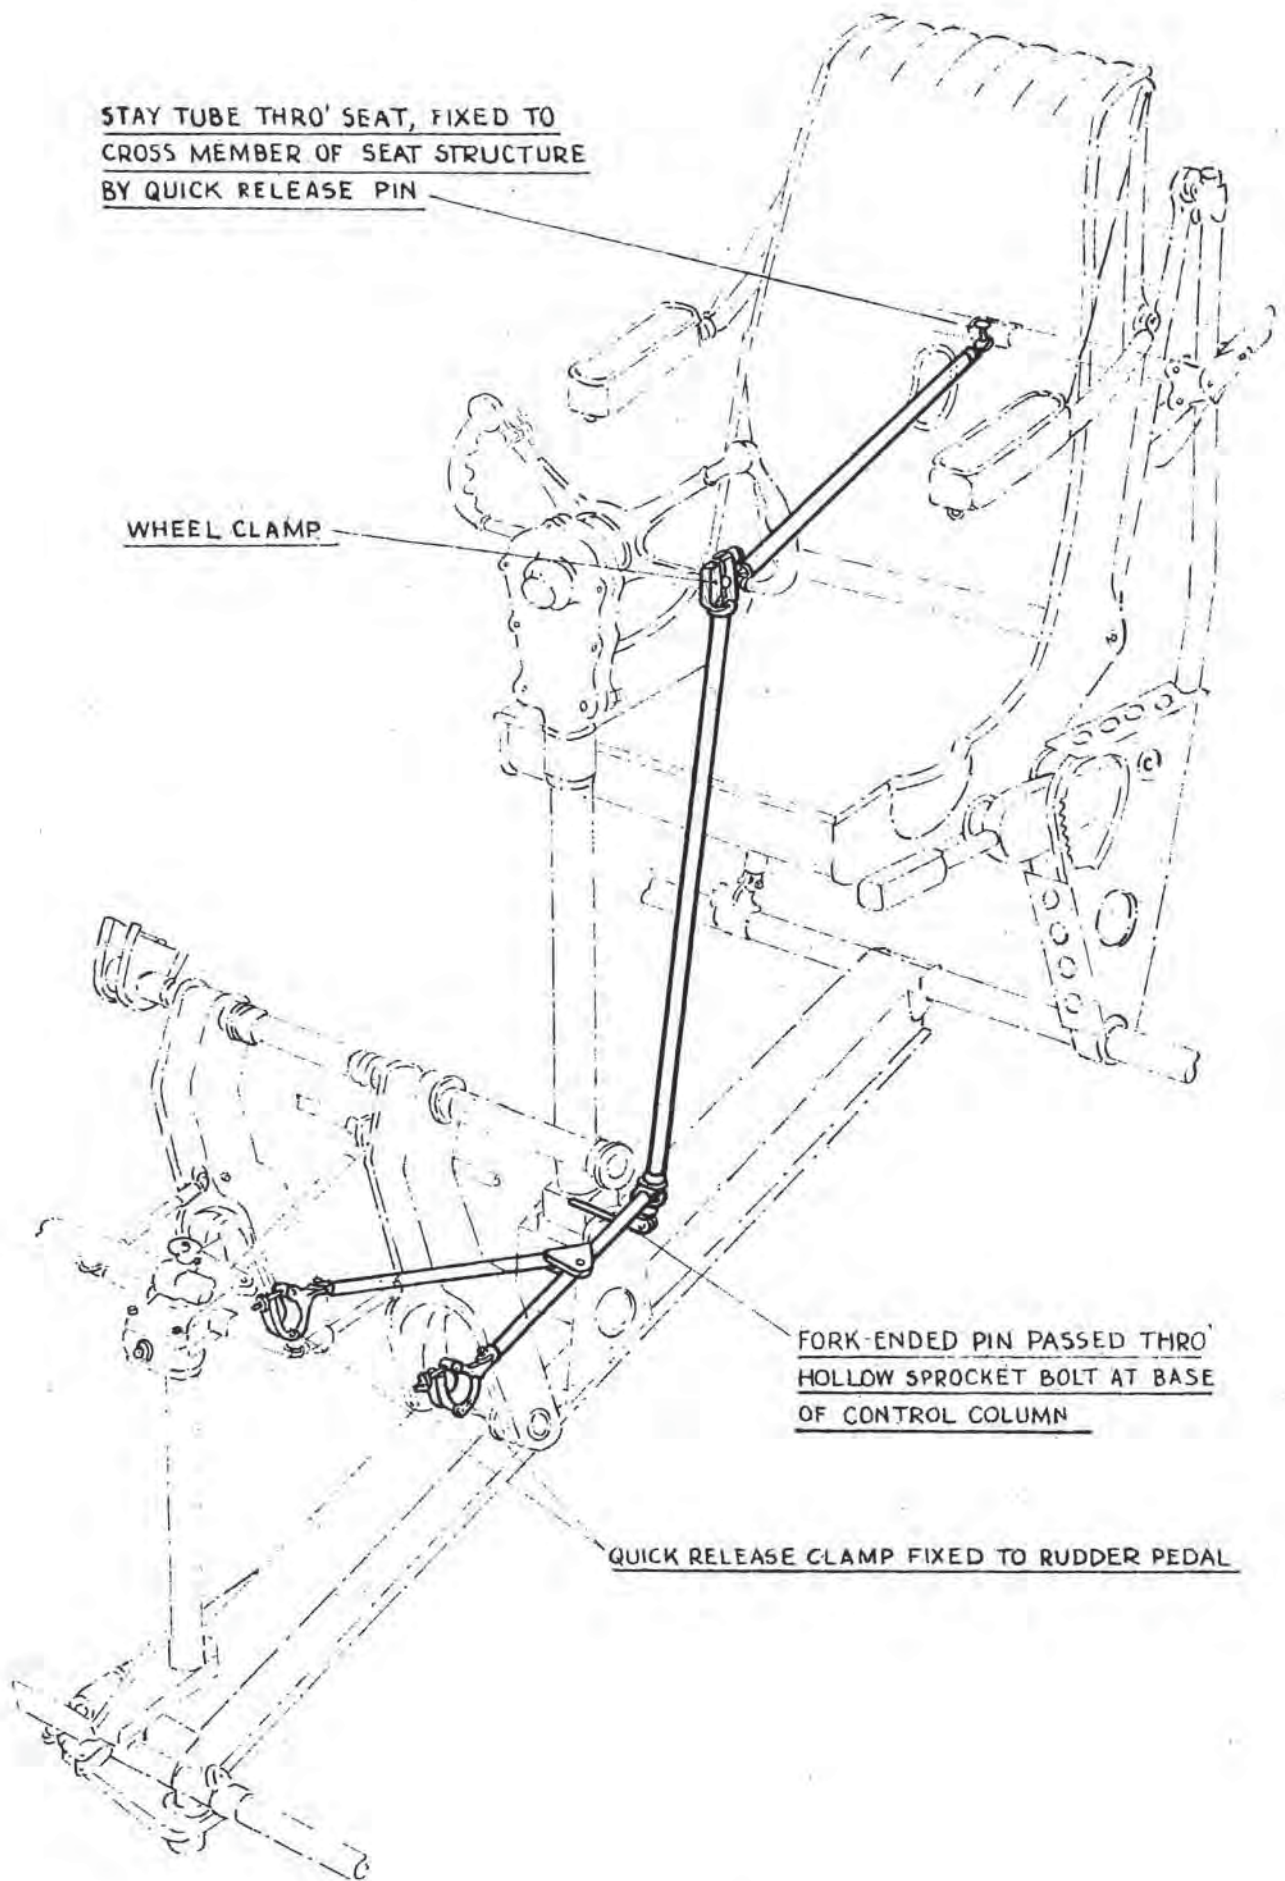 STAY TUBE THRO' SEAT, FIXED TO
CROSS MEMBER OF SEAT STRUCTURE
BY QUICK RELEASE PIN
WHEEL CLAMP
C
FORK-ENDED PIN PASSED THRO'
HOLLOW SPROCKET BOLT AT BASE
OF CONTROL COLUMN
QUICK RELEASE CLAMP FIXED TO RUDDER PEDAL